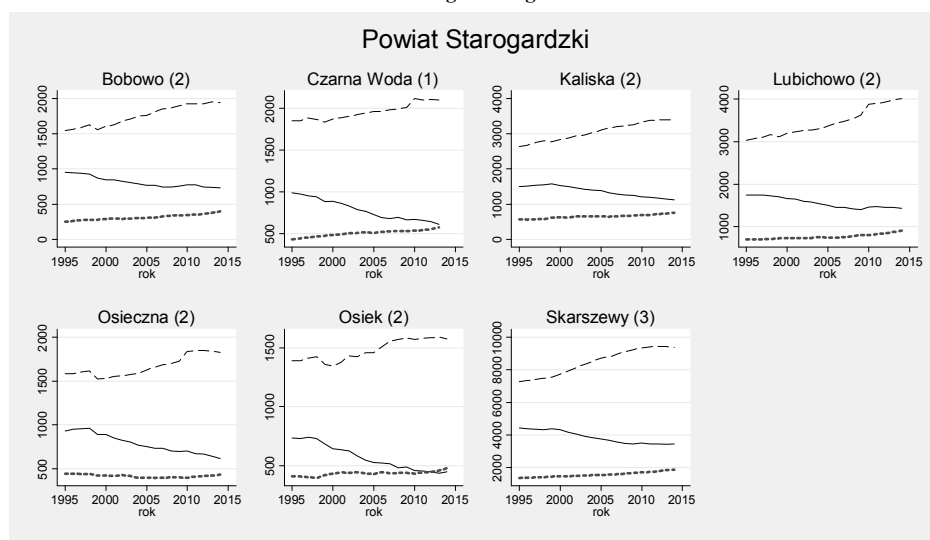 Powiat Starogardzki
Bobowo (2)
0 500 1000 1500 2000
1995 2000 2005 2010 2015
rok
Czarna Woda (1)
500 1000 1500 2000
1995 2000 2005 2010 2015
rok
Kaliska (2)
0 1000 2000 3000 4000
1995 2000 2005 2010 2015
rok
Lubichowo (2)
1000 2000 3000 4000
1995 2000 2005 2010 2015
rok
Osieczna (2)
500 1000 1500 2000
1995 2000 2005 2010 2015
rok
Osiek (2)
500 1000 1500
1995 2000 2005 2010 2015
rok
Skarszewy (3)
2000 4000 6000 8000 10000
1995 2000 2005 2010 2015
rok